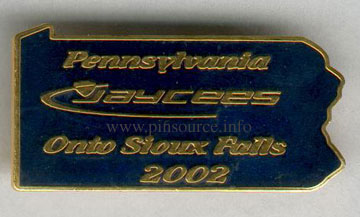 Pennsylvania
Jaycees
www.pinsource.info
Onto Sioux Falls
2002